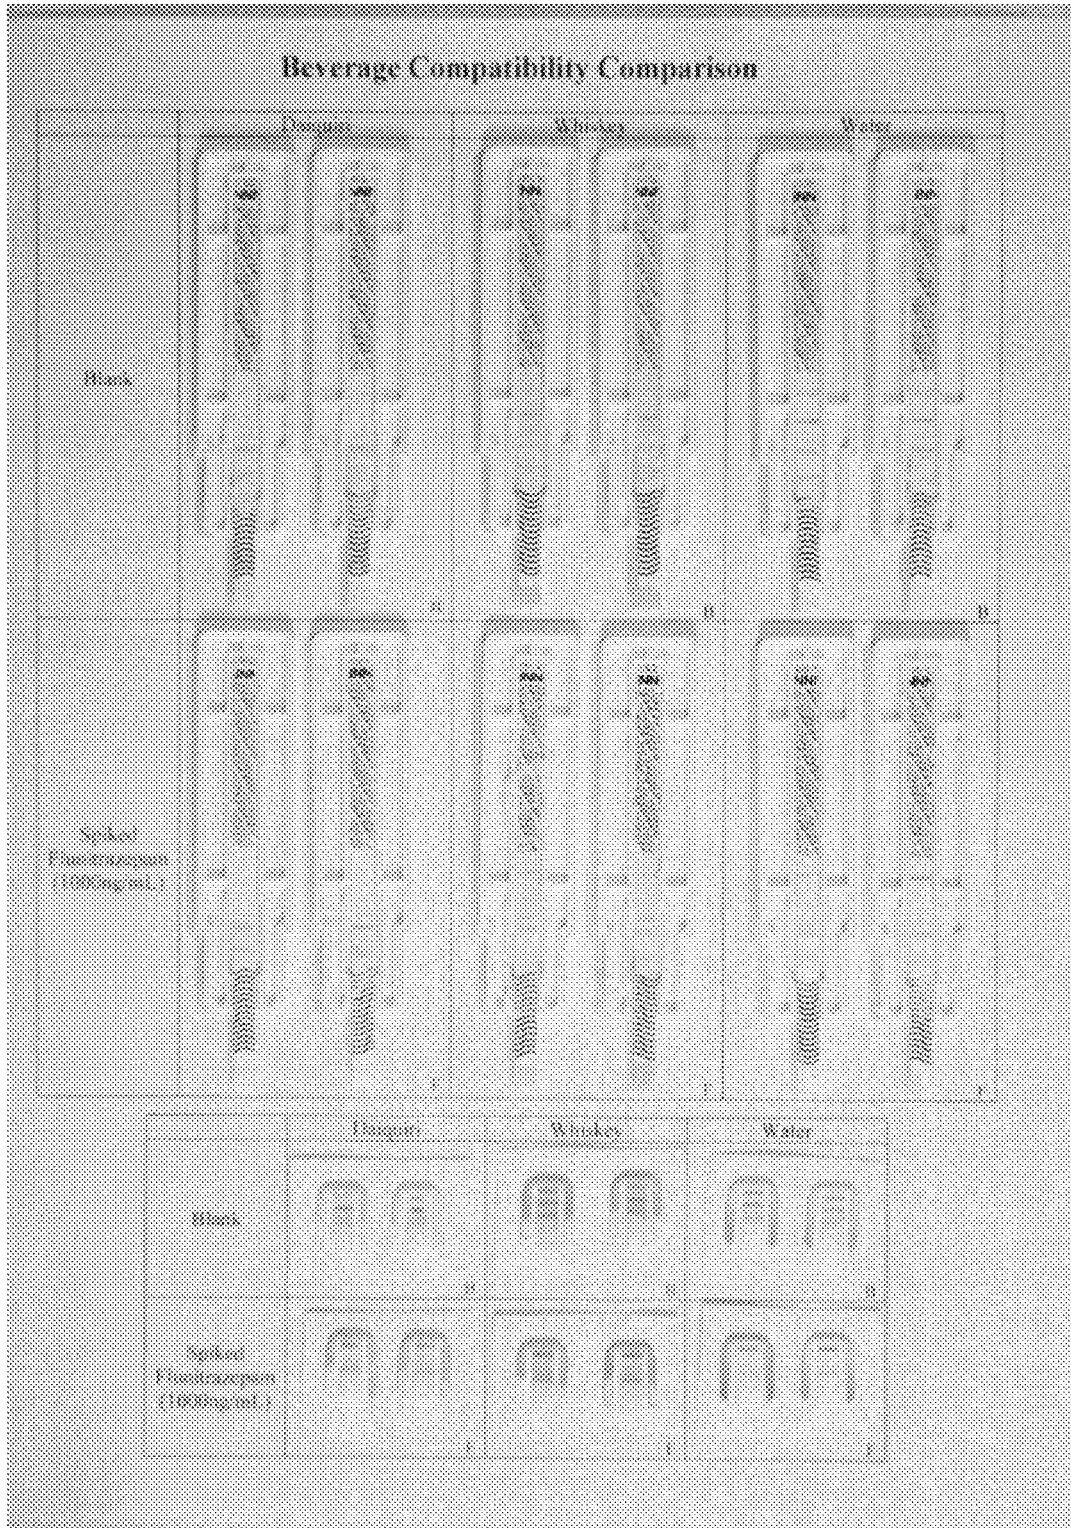 Beverage Compatibility Comparison
Daiquiri Whiskey Water
Blank
B B
Spiked
Flunitrazepam
(1000ng/mL)
Daiquiri Whiskey Water
Blank
Spiked
Flunitrazepam
(1000ng/mL)